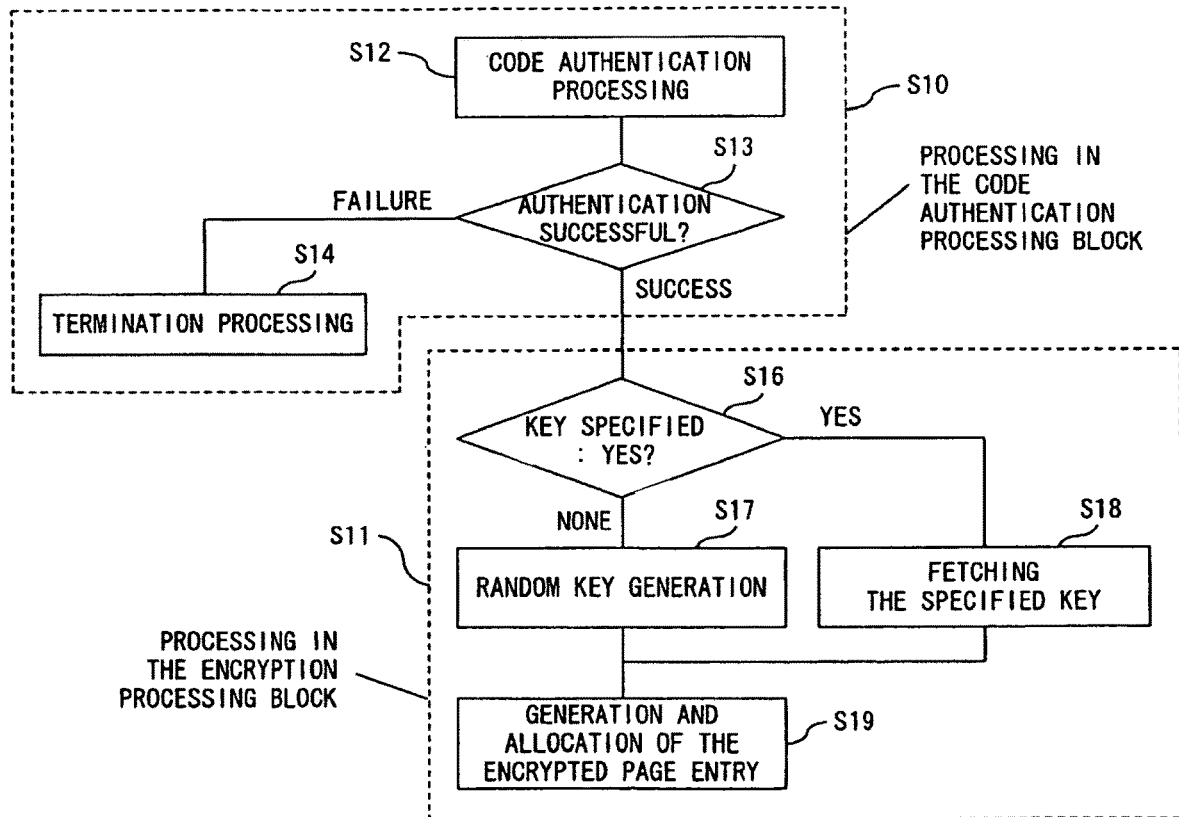 S12
CODE AUTHENTICATION
PROCESSING
S10
S13
PROCESSING IN
THE CODE
AUTHENTICATION
PROCESSING BLOCK
FAILURE
AUTHENTICATION
SUCCESSFUL?
S14
SUCCESS
TERMINATION PROCESSING
S16
KEY SPECIFIED
: YES?
YES
NONE
S17
S18
S11
RANDOM KEY GENERATION
FETCHING
THE SPECIFIED KEY
PROCESSING IN
THE ENCRYPTION
PROCESSING BLOCK
GENERATION AND
ALLOCATION OF THE
ENCRYPTED PAGE ENTRY
S19